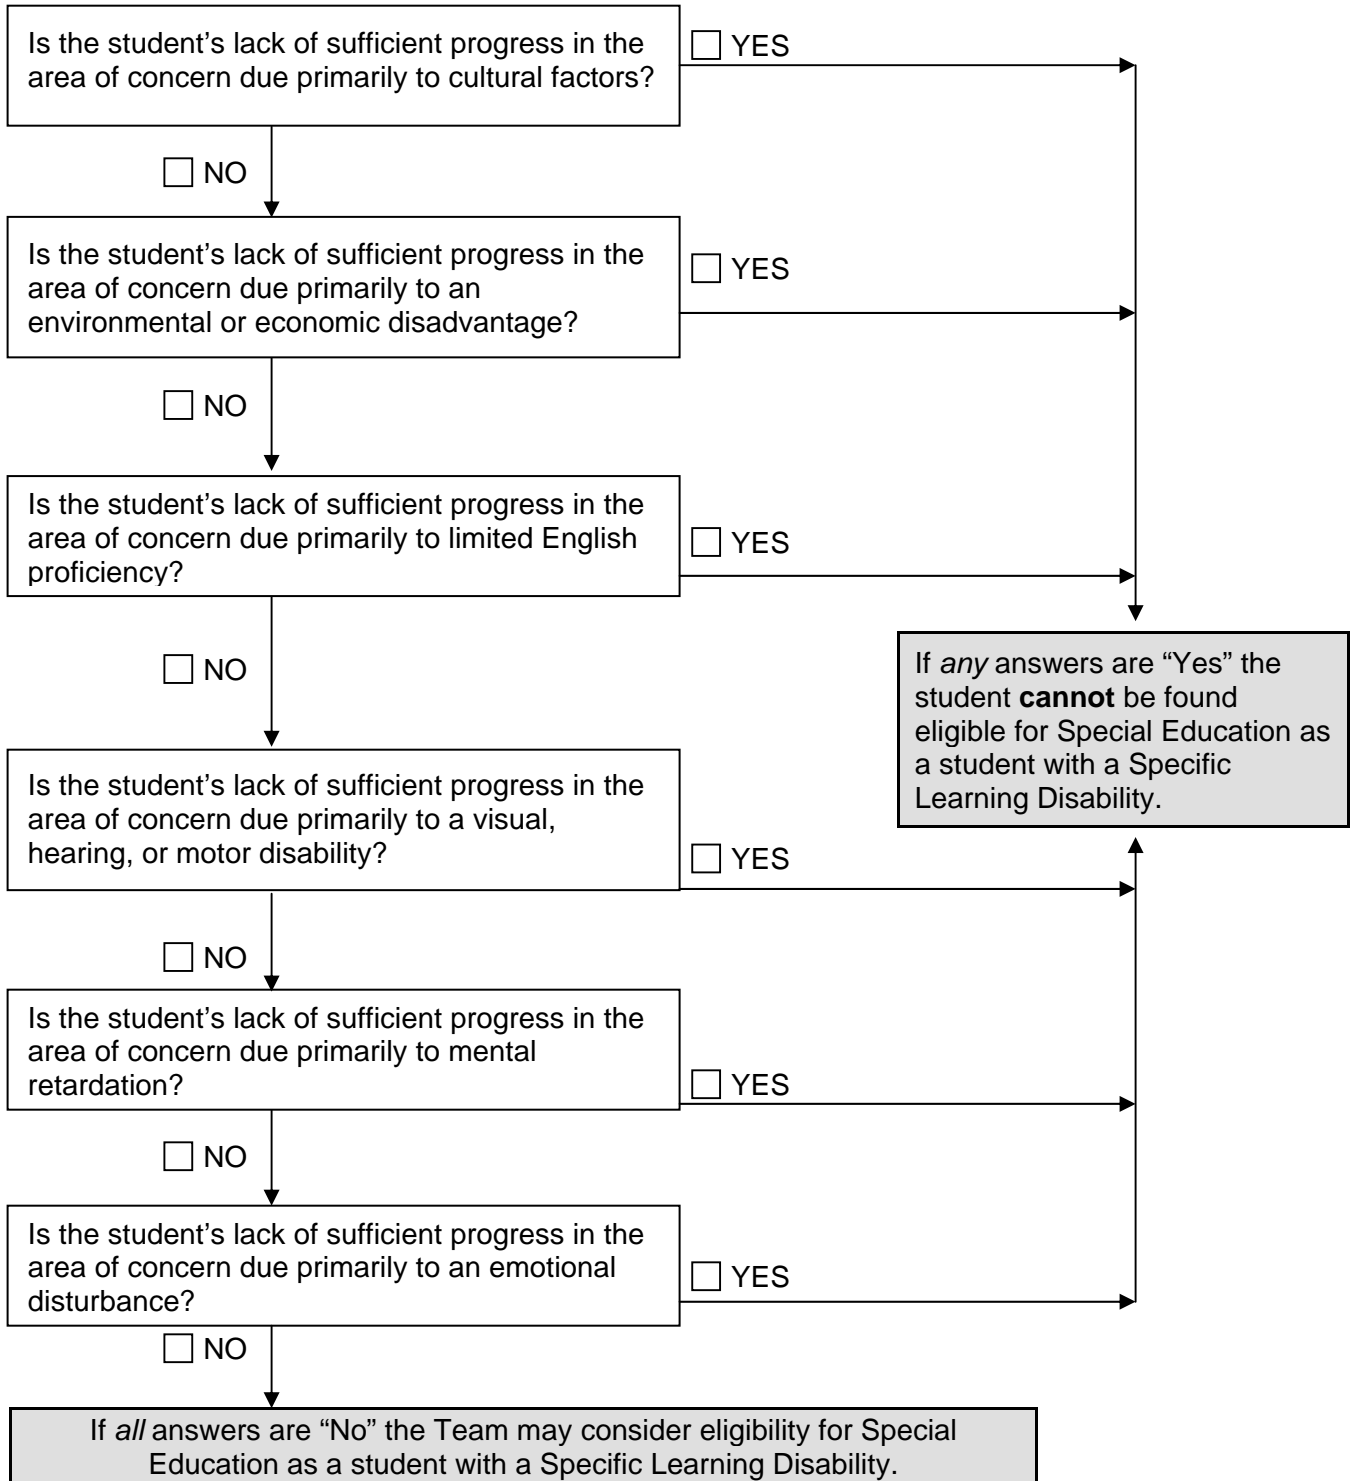 Is the student’s lack of sufficient progress in the
area of concern due primarily to cultural factors?
☐ YES
☐ NO
Is the student’s lack of sufficient progress in the
area of concern due primarily to an
environmental or economic disadvantage?
☐ YES
☐ NO
Is the student’s lack of sufficient progress in the
area of concern due primarily to limited English
proficiency?
☐ YES
☐ NO
If any answers are “Yes” the
student cannot be found
eligible for Special Education as
a student with a Specific
Learning Disability.
Is the student’s lack of sufficient progress in the
area of concern due primarily to a visual,
hearing, or motor disability?
☐ YES
☐ NO
Is the student’s lack of sufficient progress in the
area of concern due primarily to mental
retardation?
☐ YES
☐ NO
Is the student’s lack of sufficient progress in the
area of concern due primarily to an emotional
disturbance?
☐ YES
☐ NO
If all answers are “No” the Team may consider eligibility for Special
Education as a student with a Specific Learning Disability.